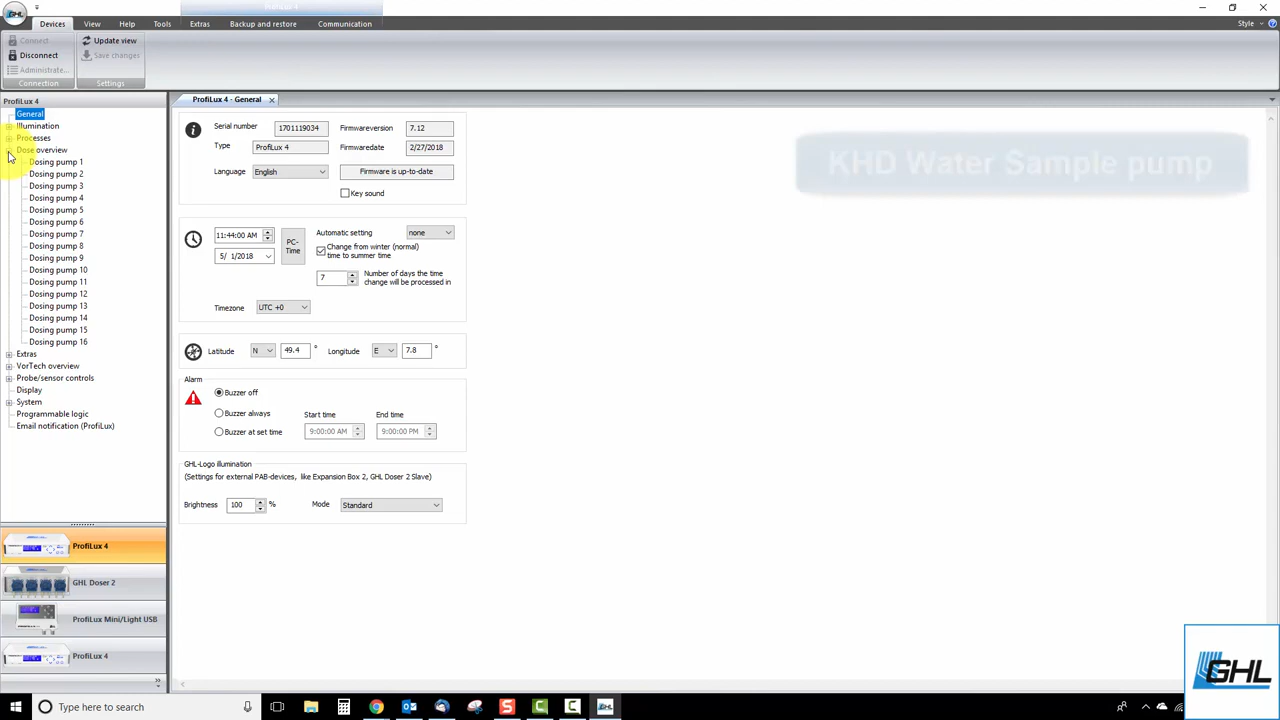 GHL
ProfiLux 4
Devices View Help Tools Extras Backup and restore Communication
Style
Connect
Disconnect
Administrate...
Connection
Update view
Save changes
Settings
ProfiLux 4
General
Illumination
Processes
Dose overview
Dosing pump 1
Dosing pump 2
Dosing pump 3
Dosing pump 4
Dosing pump 5
Dosing pump 6
Dosing pump 7
Dosing pump 8
Dosing pump 9
Dosing pump 10
Dosing pump 11
Dosing pump 12
Dosing pump 13
Dosing pump 14
Dosing pump 15
Dosing pump 16
Extras
VorTech overview
Probe/sensor controls
Display
System
Programmable logic
Email notification (ProfiLux)
ProfiLux 4
GHL Doser 2
ProfiLux Mini/Light USB
ProfiLux 4
ProfiLux 4 - General
Serial number 1701119034 Firmwareversion 7.12
Type ProfiLux 4 Firmwaredate 2/27/2018
Language English Firmware is up-to-date
Key sound
11:44:00 AM
5/ 1/2018
PC-
Time
Automatic setting none
Change from winter (normal)
time to summer time
7 Number of days the time
change will be processed in
Timezone UTC +0
Latitude N 49.4 ° Longitude E 7.8 °
Alarm
Buzzer off
Buzzer always
Buzzer at set time
Start time End time
9:00:00 AM 9:00:00 PM
GHL-Logo illumination
(Settings for external PAB-devices, like Expansion Box 2, GHL Doser 2 Slave)
Brightness 100 % Mode Standard
KHD Water Sample pump
GHL
Type here to search